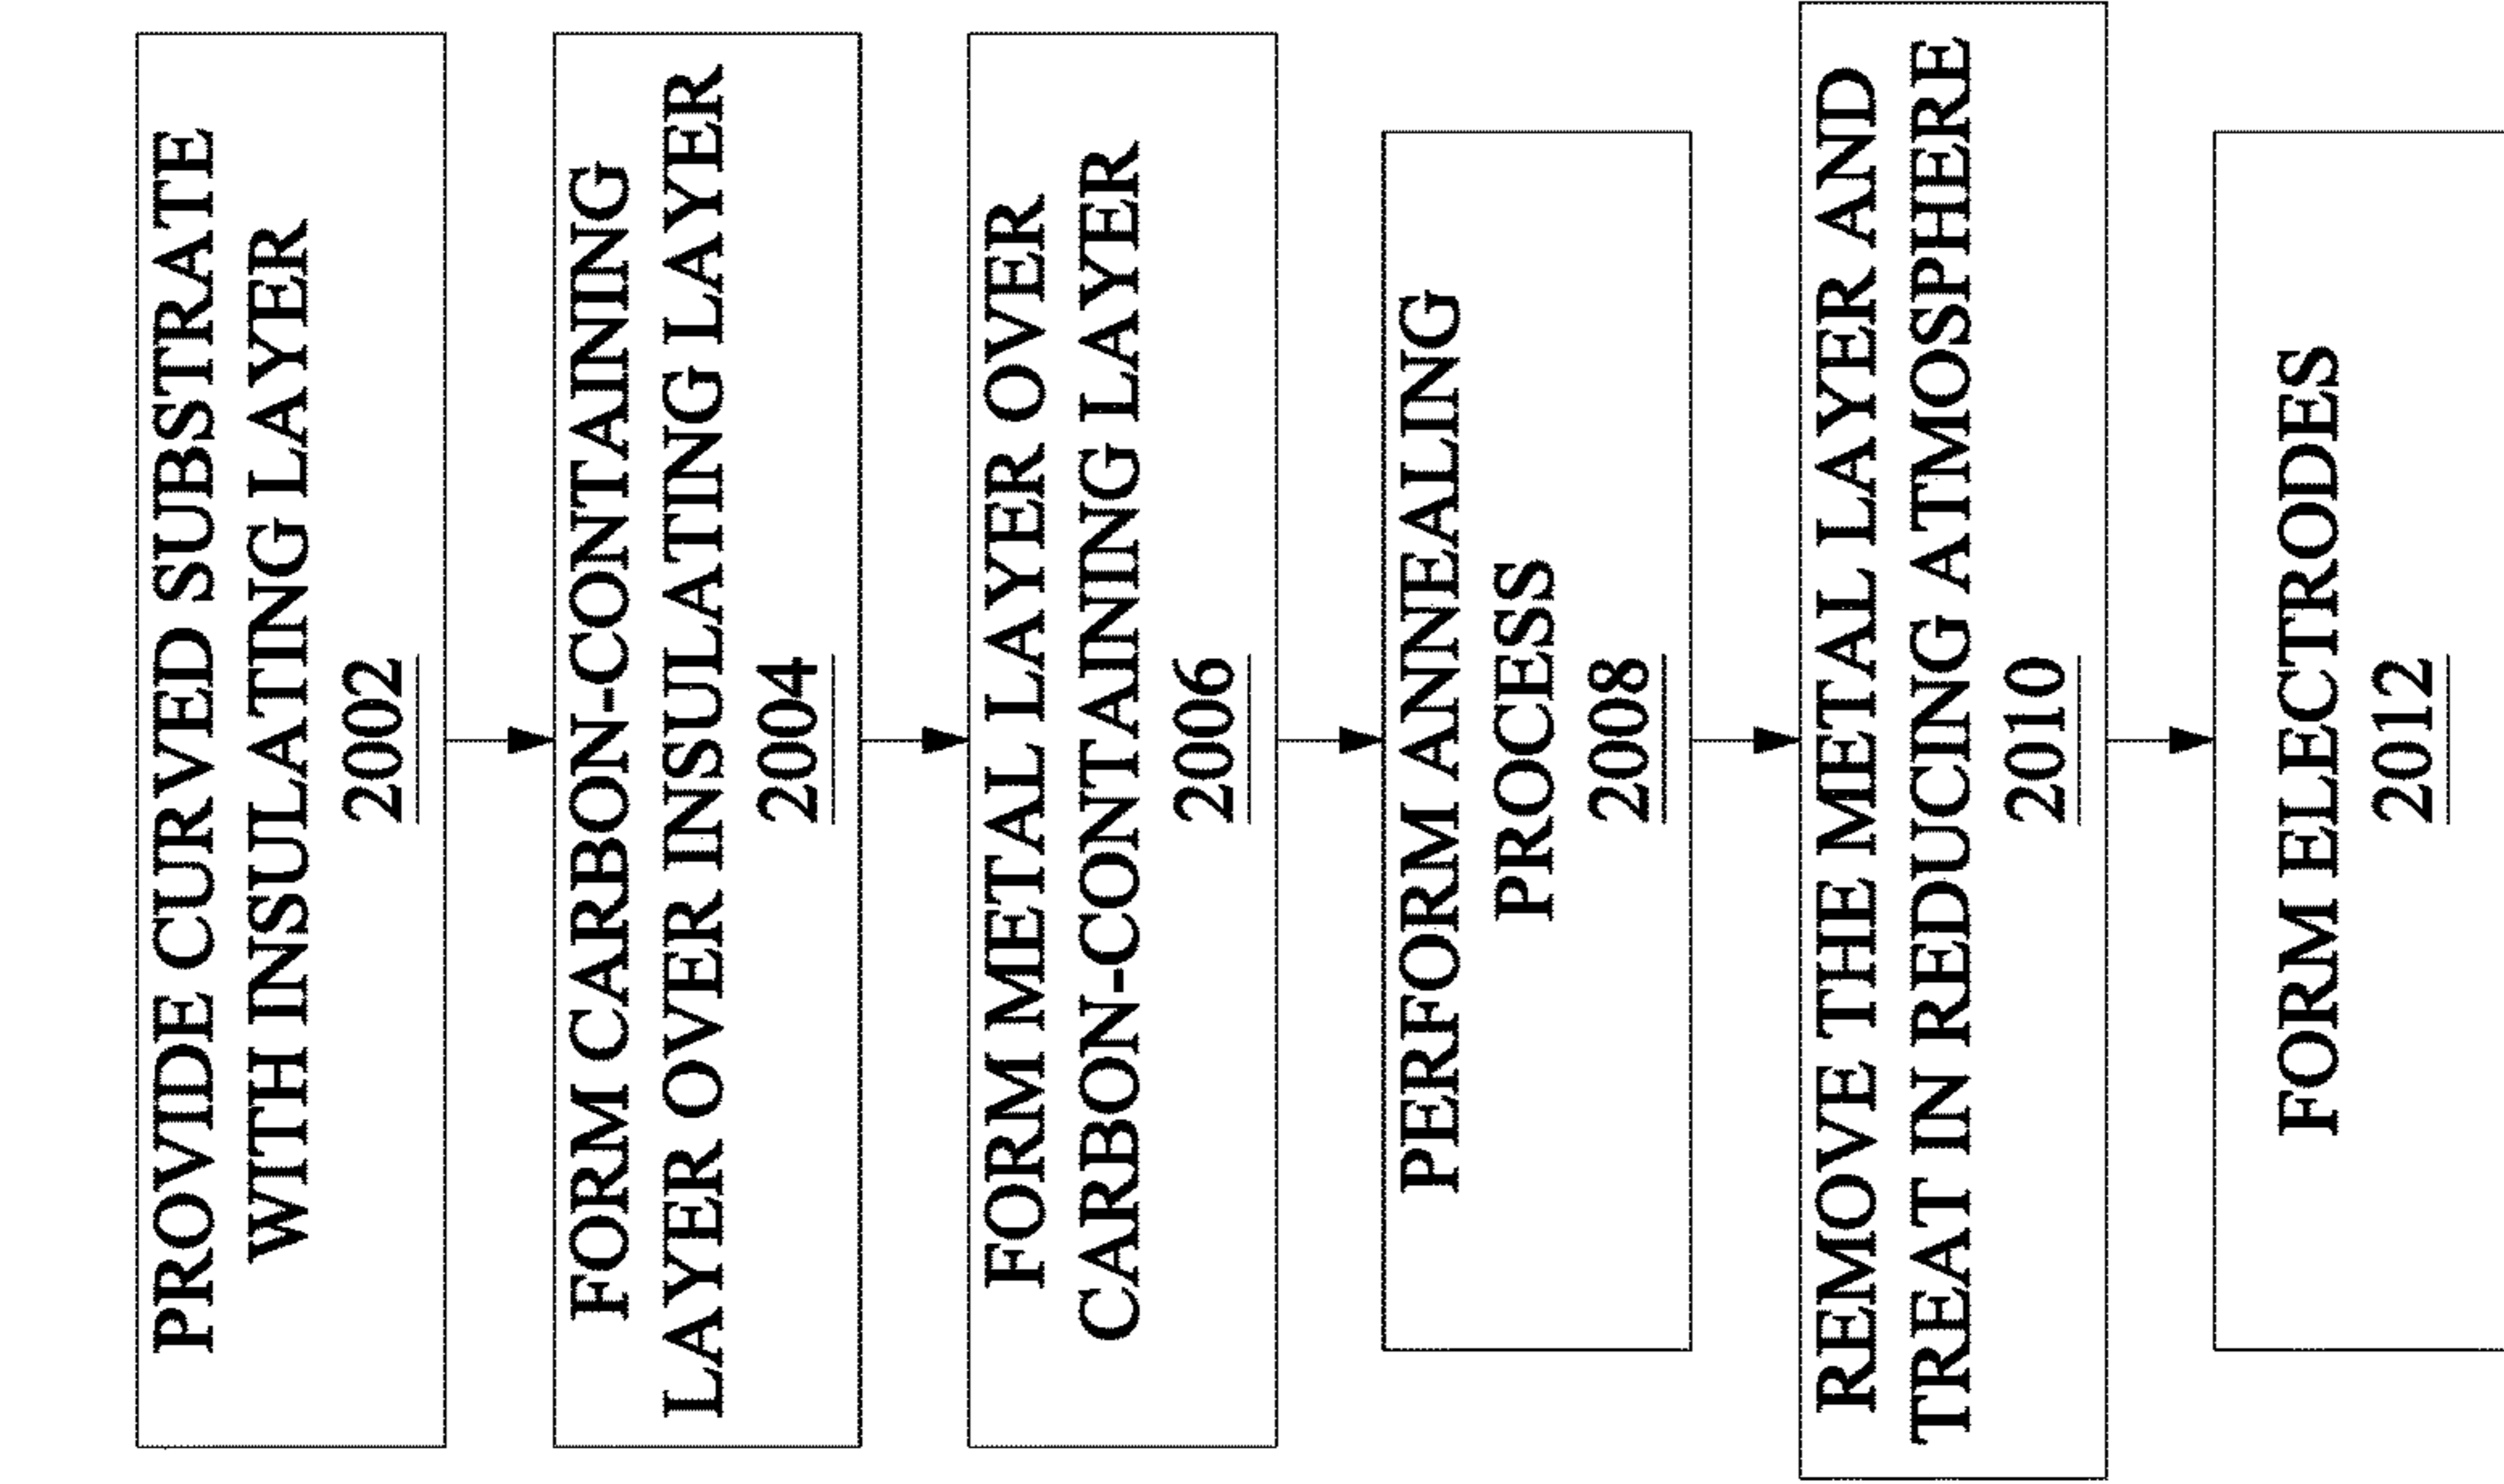 PROVIDE CURVED SUBSTRATE
WITH INSULATING LAYER
2002
FORM CARBON-CONTAINING
LAYER OVER INSULATING LAYER
2004
FORM METAL LAYER OVER
CARBON-CONTAINING LAYER
2006
PERFORM ANNEALING
PROCESS
2008
REMOVE THE METAL LAYER AND
TREAT IN REDUCING ATMOSPHERE
2010
FORM ELECTRODES
2012